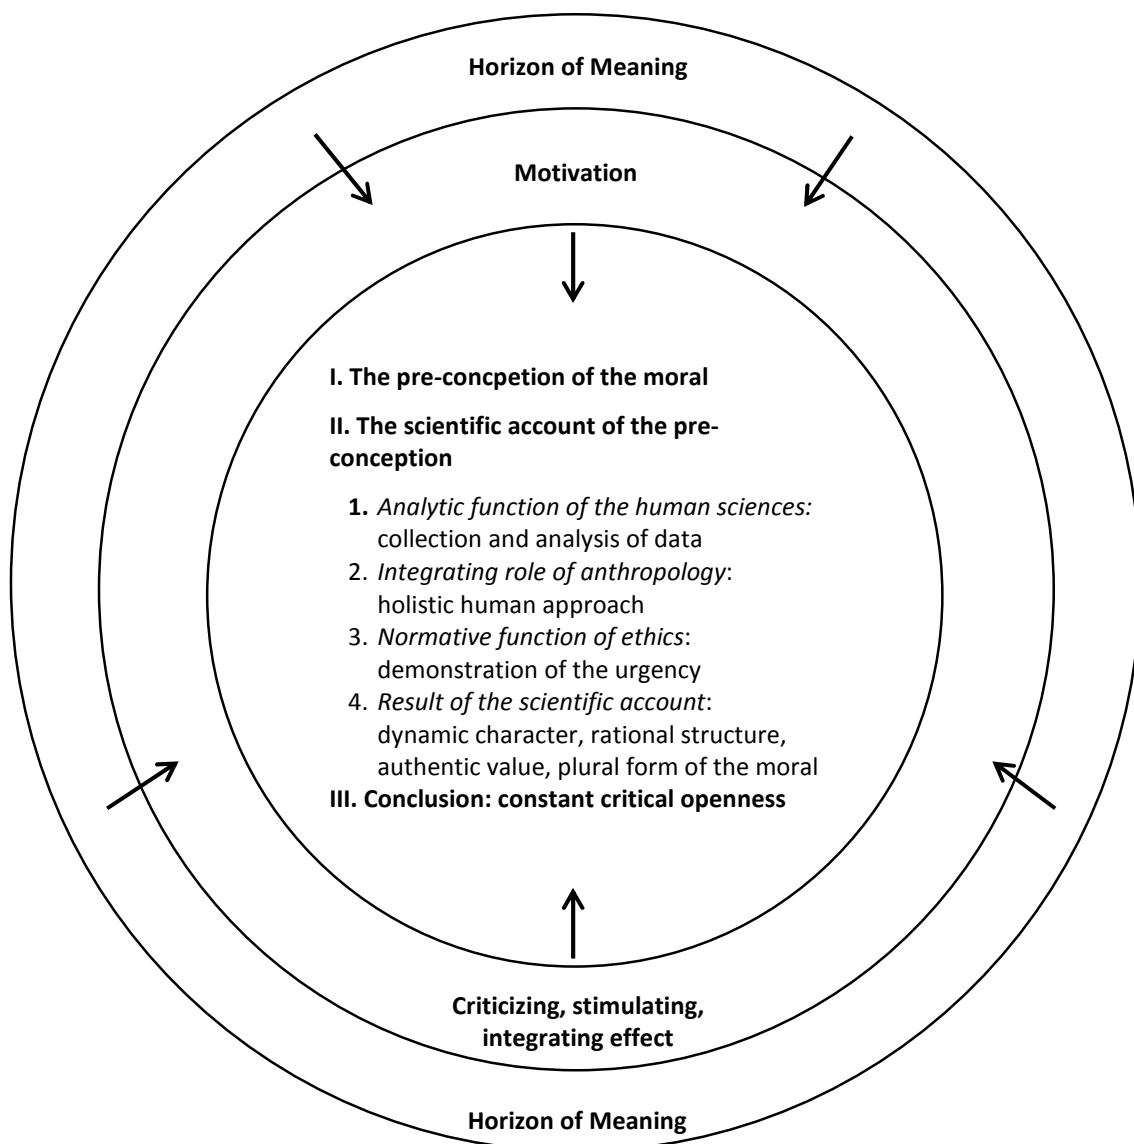 Horizon of Meaning
Motivation
I. The pre-concpetion of the moral
II. The scientific account of the pre-
conception
1. Analytic function of the human sciences:
collection and analysis of data
2. Integrating role of anthropology:
holistic human approach
3. Normative function of ethics:
demonstration of the urgency
4. Result of the scientific account:
dynamic character, rational structure,
authentic value, plural form of the moral
III. Conclusion: constant critical openness
Criticizing, stimulating,
integrating effect
Horizon of Meaning